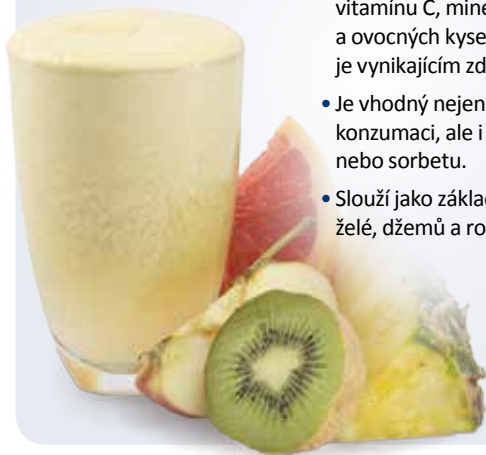 vitamínu C, mine
a ovocných kyse
je vynikajícím zd
• Je vhodný nejen
konzumaci, ale i
nebo sorbetu.
• Slouží jako základ
želé, džemů a ro